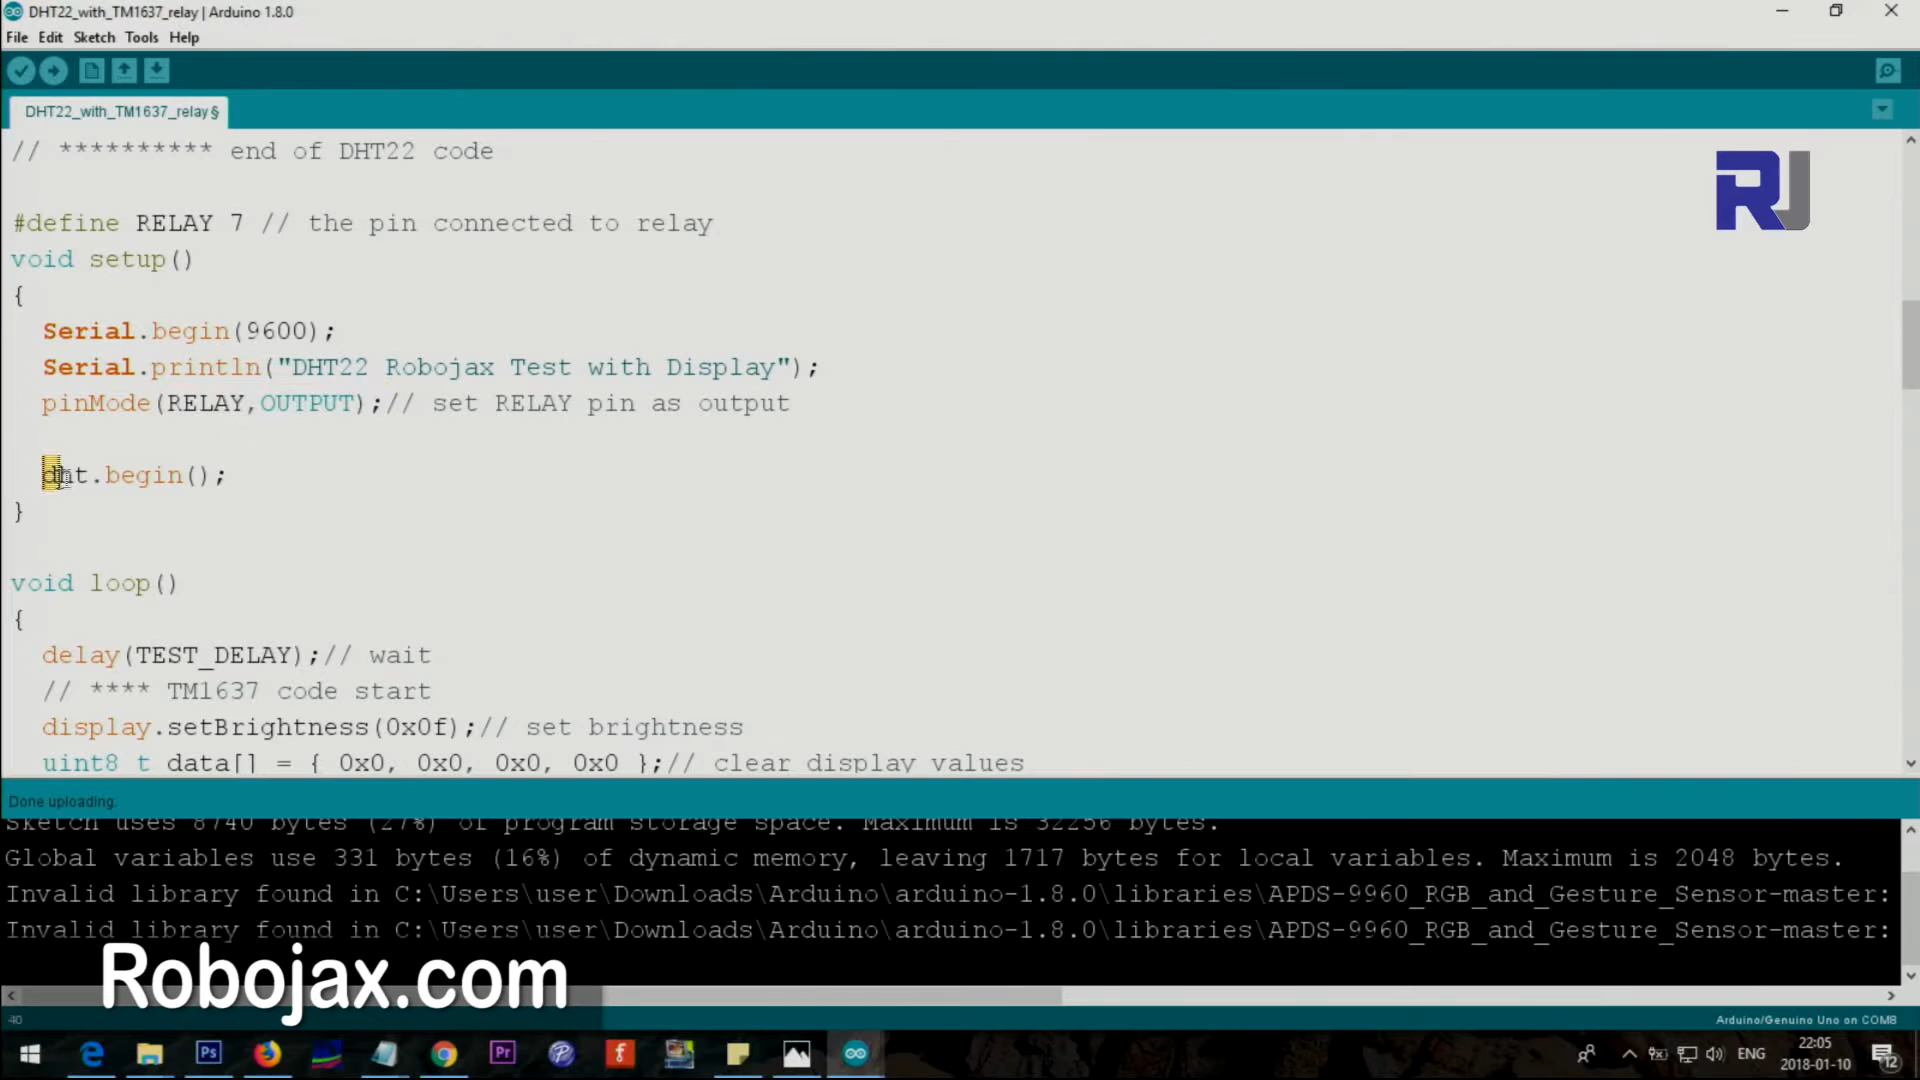 DHT22_with_TM1637_relay | Arduino 1.8.0
File Edit Sketch Tools Help
DHT22_with_TM1637_relay§
// ********** end of DHT22 code
RJ
#define RELAY 7 // the pin connected to relay
void setup()
{
Serial.begin(9600);
Serial.println("DHT22 Robojax Test with Display");
pinMode(RELAY,OUTPUT);// set RELAY pin as output
dht.begin();
}
void loop()
{
delay(TEST_DELAY);// wait
// **** TM1637 code start
display.setBrightness(0x0f);// set brightness
uint8_t data[] = { 0x0, 0x0, 0x0, 0x0 };// clear display values
Done uploading.
Sketch uses 8740 bytes (27%) of program storage space. Maximum is 32256 bytes.
Global variables use 331 bytes (16%) of dynamic memory, leaving 1717 bytes for local variables. Maximum is 2048 bytes.
Invalid library found in C:\Users\user\Downloads\Arduino\arduino-1.8.0\libraries\APDS-9960_RGB_and_Gesture_Sensor-master:
Invalid library found in C:\Users\user\Downloads\Arduino\arduino-1.8.0\libraries\APDS-9960_RGB_and_Gesture_Sensor-master:
Robojax.com
40
Arduino/Genuino Uno on COM8
Ps
Pr
ENG
22:05
2018-01-10
12